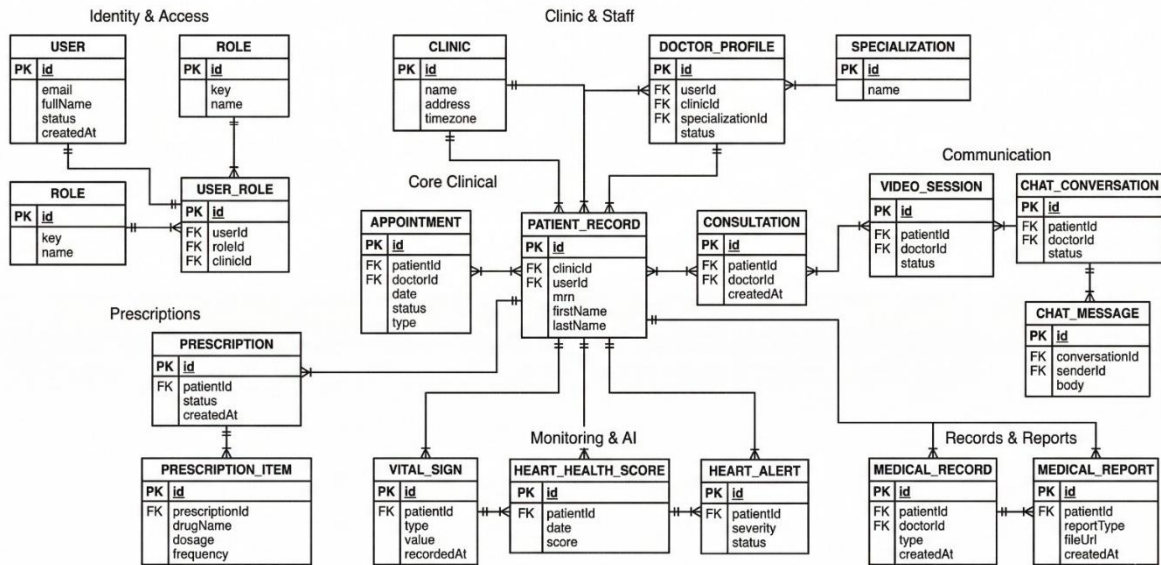 Identity & Access
USER
PK id
email
fullName
status
createdAt
ROLE
PK id
key
name
ROLE
PK id
key
name
USER_ROLE
PK id
FK userId
FK roleId
FK clinicId
Clinic & Staff
CLINIC
PK id
name
address
timezone
DOCTOR_PROFILE
PK id
FK userId
FK clinicId
FK specializationId
status
SPECIALIZATION
PK id
name
Core Clinical
APPOINTMENT
PK id
FK patientId
FK doctorId
date
status
type
PATIENT_RECORD
PK id
FK clinicId
FK userId
mrn
firstName
lastName
CONSULTATION
PK id
FK patientId
FK doctorId
createdAt
Communication
VIDEO_SESSION
PK id
FK patientId
FK doctorId
status
CHAT_CONVERSATION
PK id
FK patientId
FK doctorId
status
CHAT_MESSAGE
PK id
FK conversationId
FK senderId
body
Prescriptions
PRESCRIPTION
PK id
FK patientId
status
createdAt
PRESCRIPTION_ITEM
PK id
FK prescriptionId
drugName
dosage
frequency
Monitoring & AI
VITAL_SIGN
PK id
FK patientId
type
value
recordedAt
HEART_HEALTH_SCORE
PK id
FK patientId
date
score
HEART_ALERT
PK id
FK patientId
severity
status
Records & Reports
MEDICAL_RECORD
PK id
FK patientId
FK doctorId
type
createdAt
MEDICAL_REPORT
PK id
FK patientId
reportType
fileUrl
createdAt